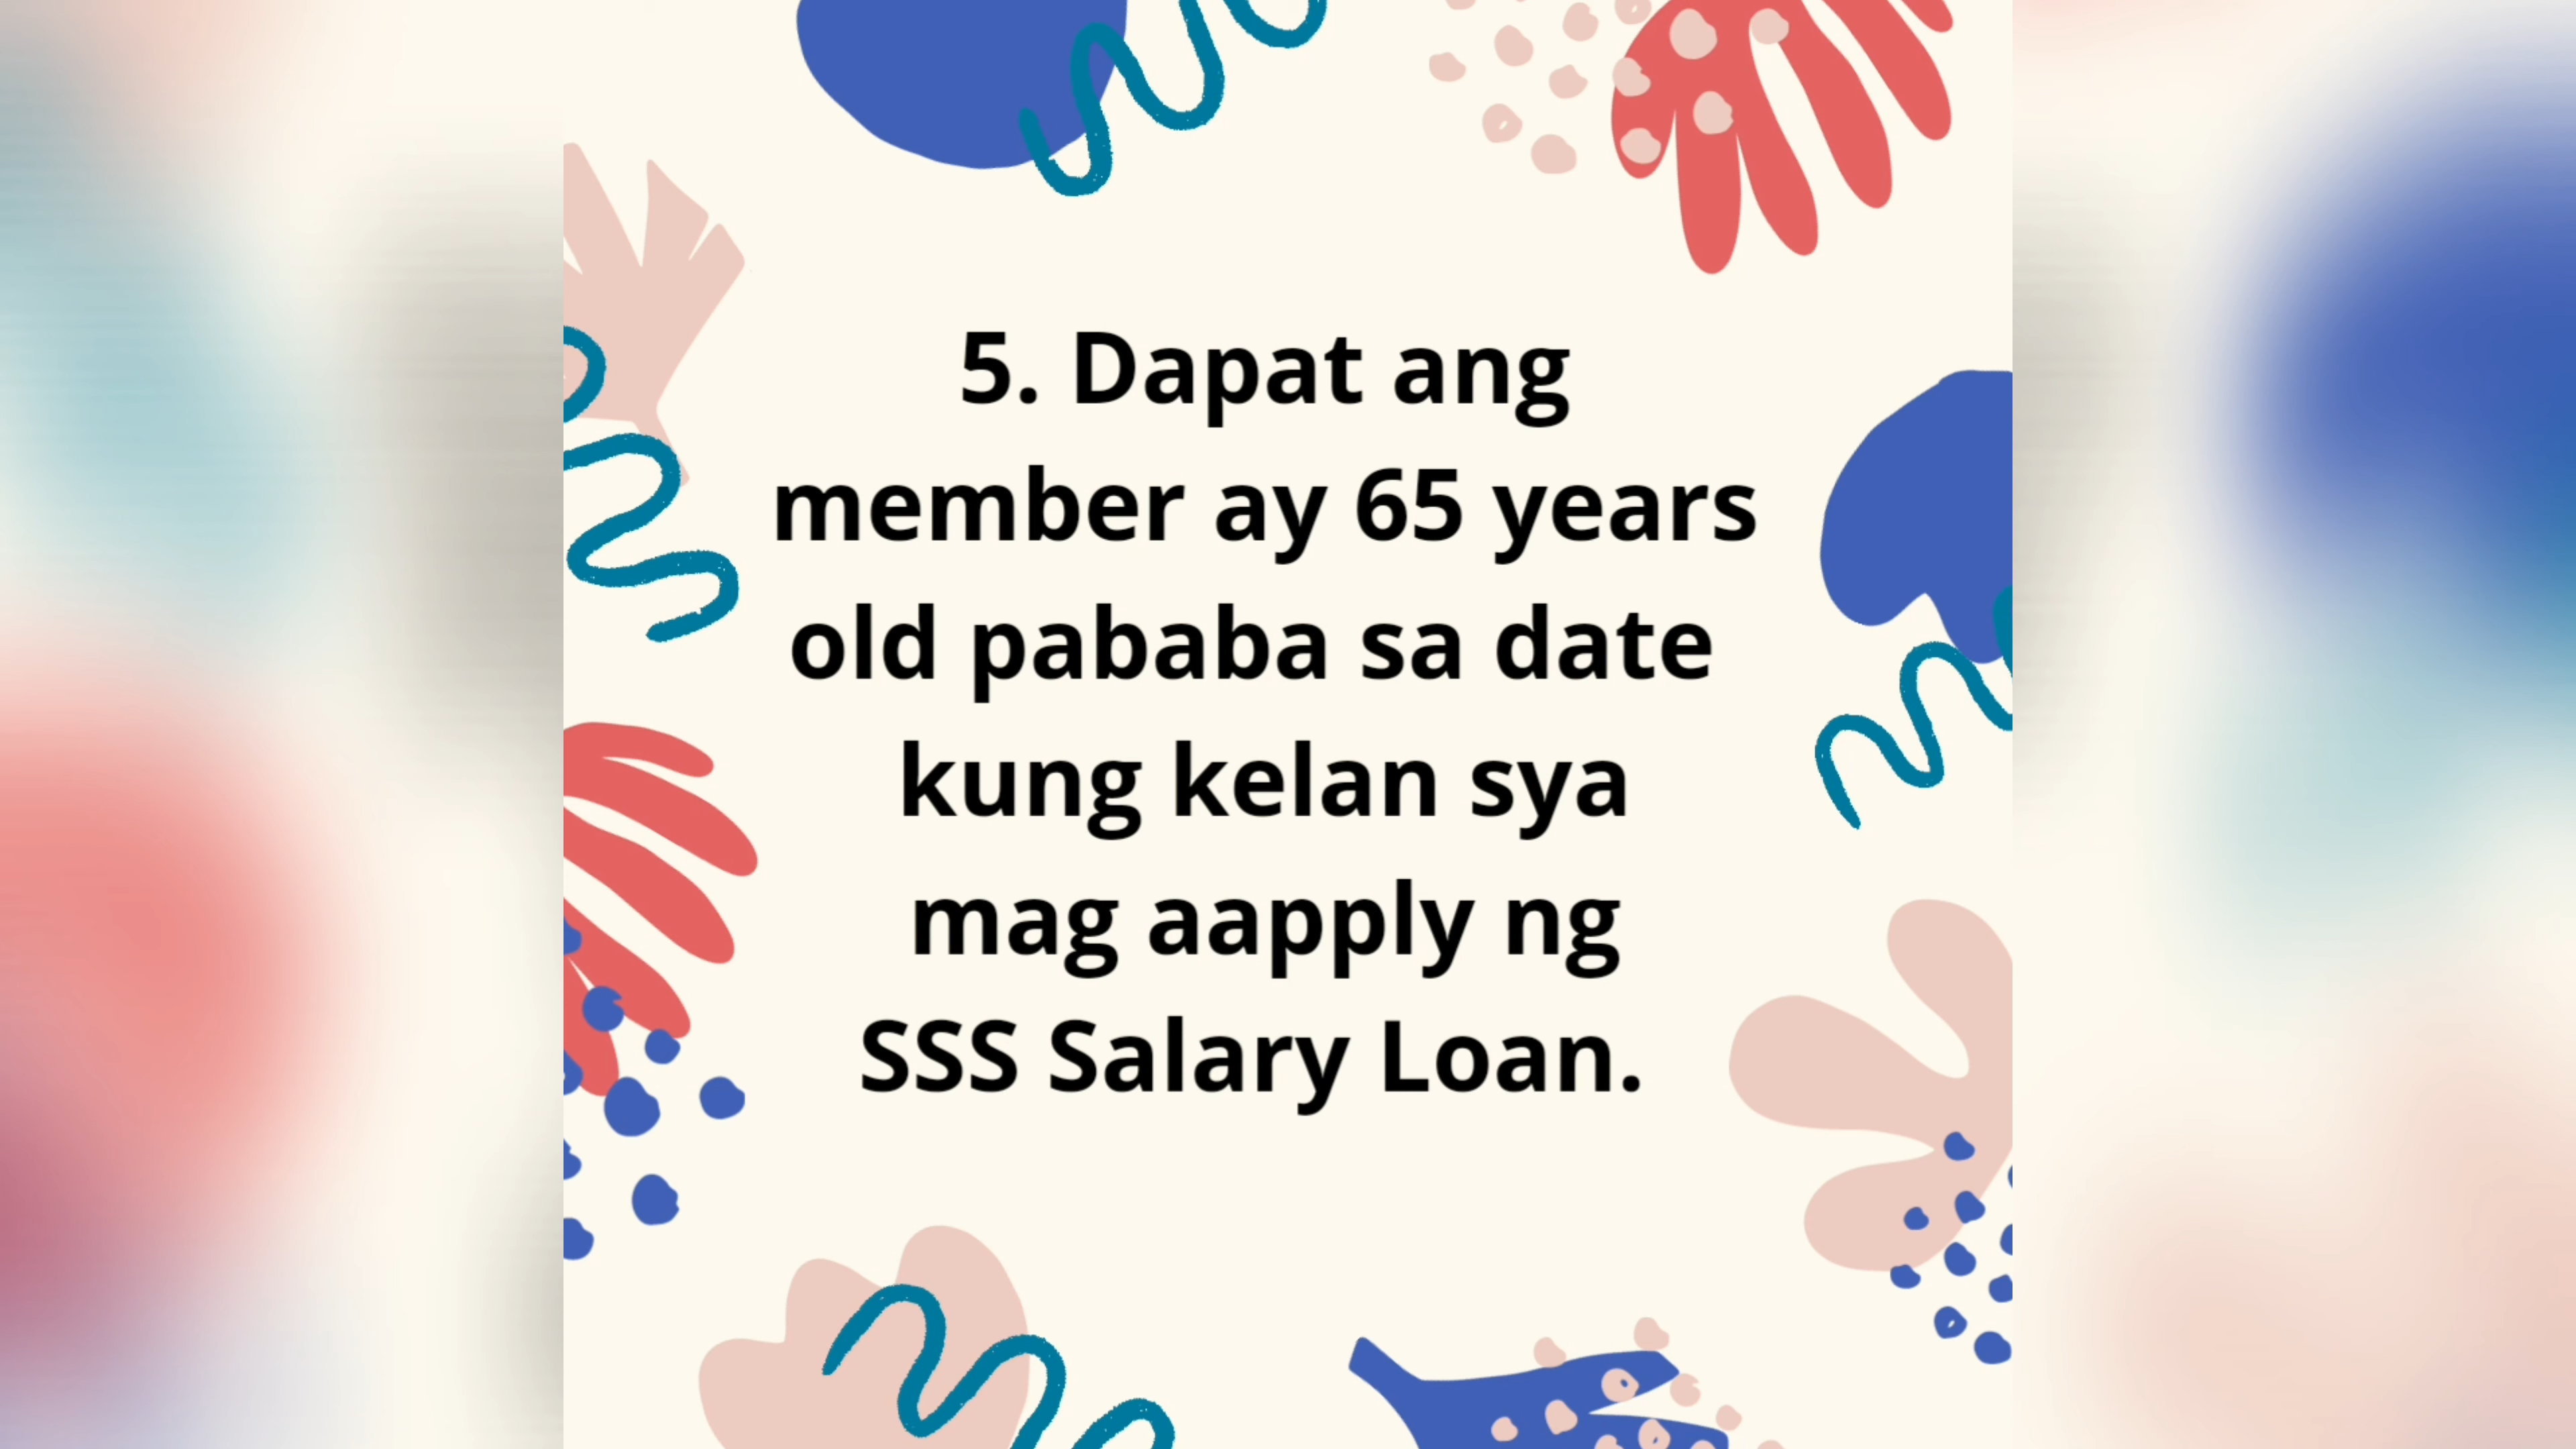 5. Dapat ang
member ay 65 years
old pababa sa date
kung kelan sya
mag aapply ng
SSS Salary Loan.